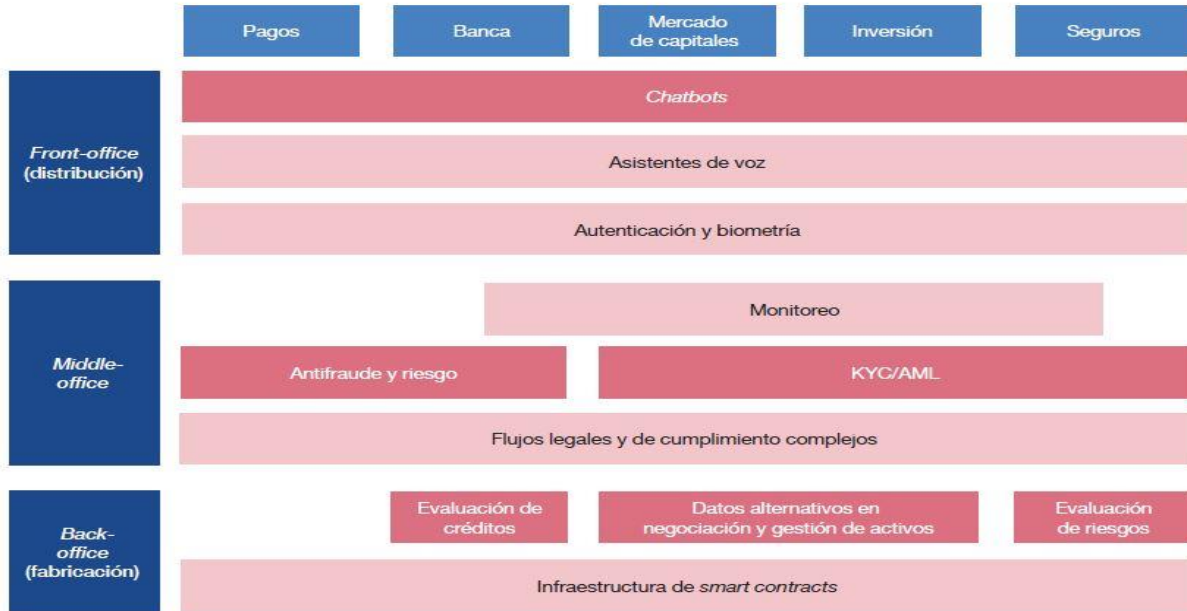 Pagos
Banca
Mercado
de capitales
Inversión
Seguros
Front-office
(distribución)
Chatbots
Asistentes de voz
Autenticación y biometría
Middle-
office
Monitoreo
Antifraude y riesgo
KYC/AML
Flujos legales y de cumplimiento complejos
Back-
office
(fabricación)
Evaluación de
créditos
Datos alternativos en
negociación y gestión de activos
Evaluación
de riesgos
Infraestructura de smart contracts